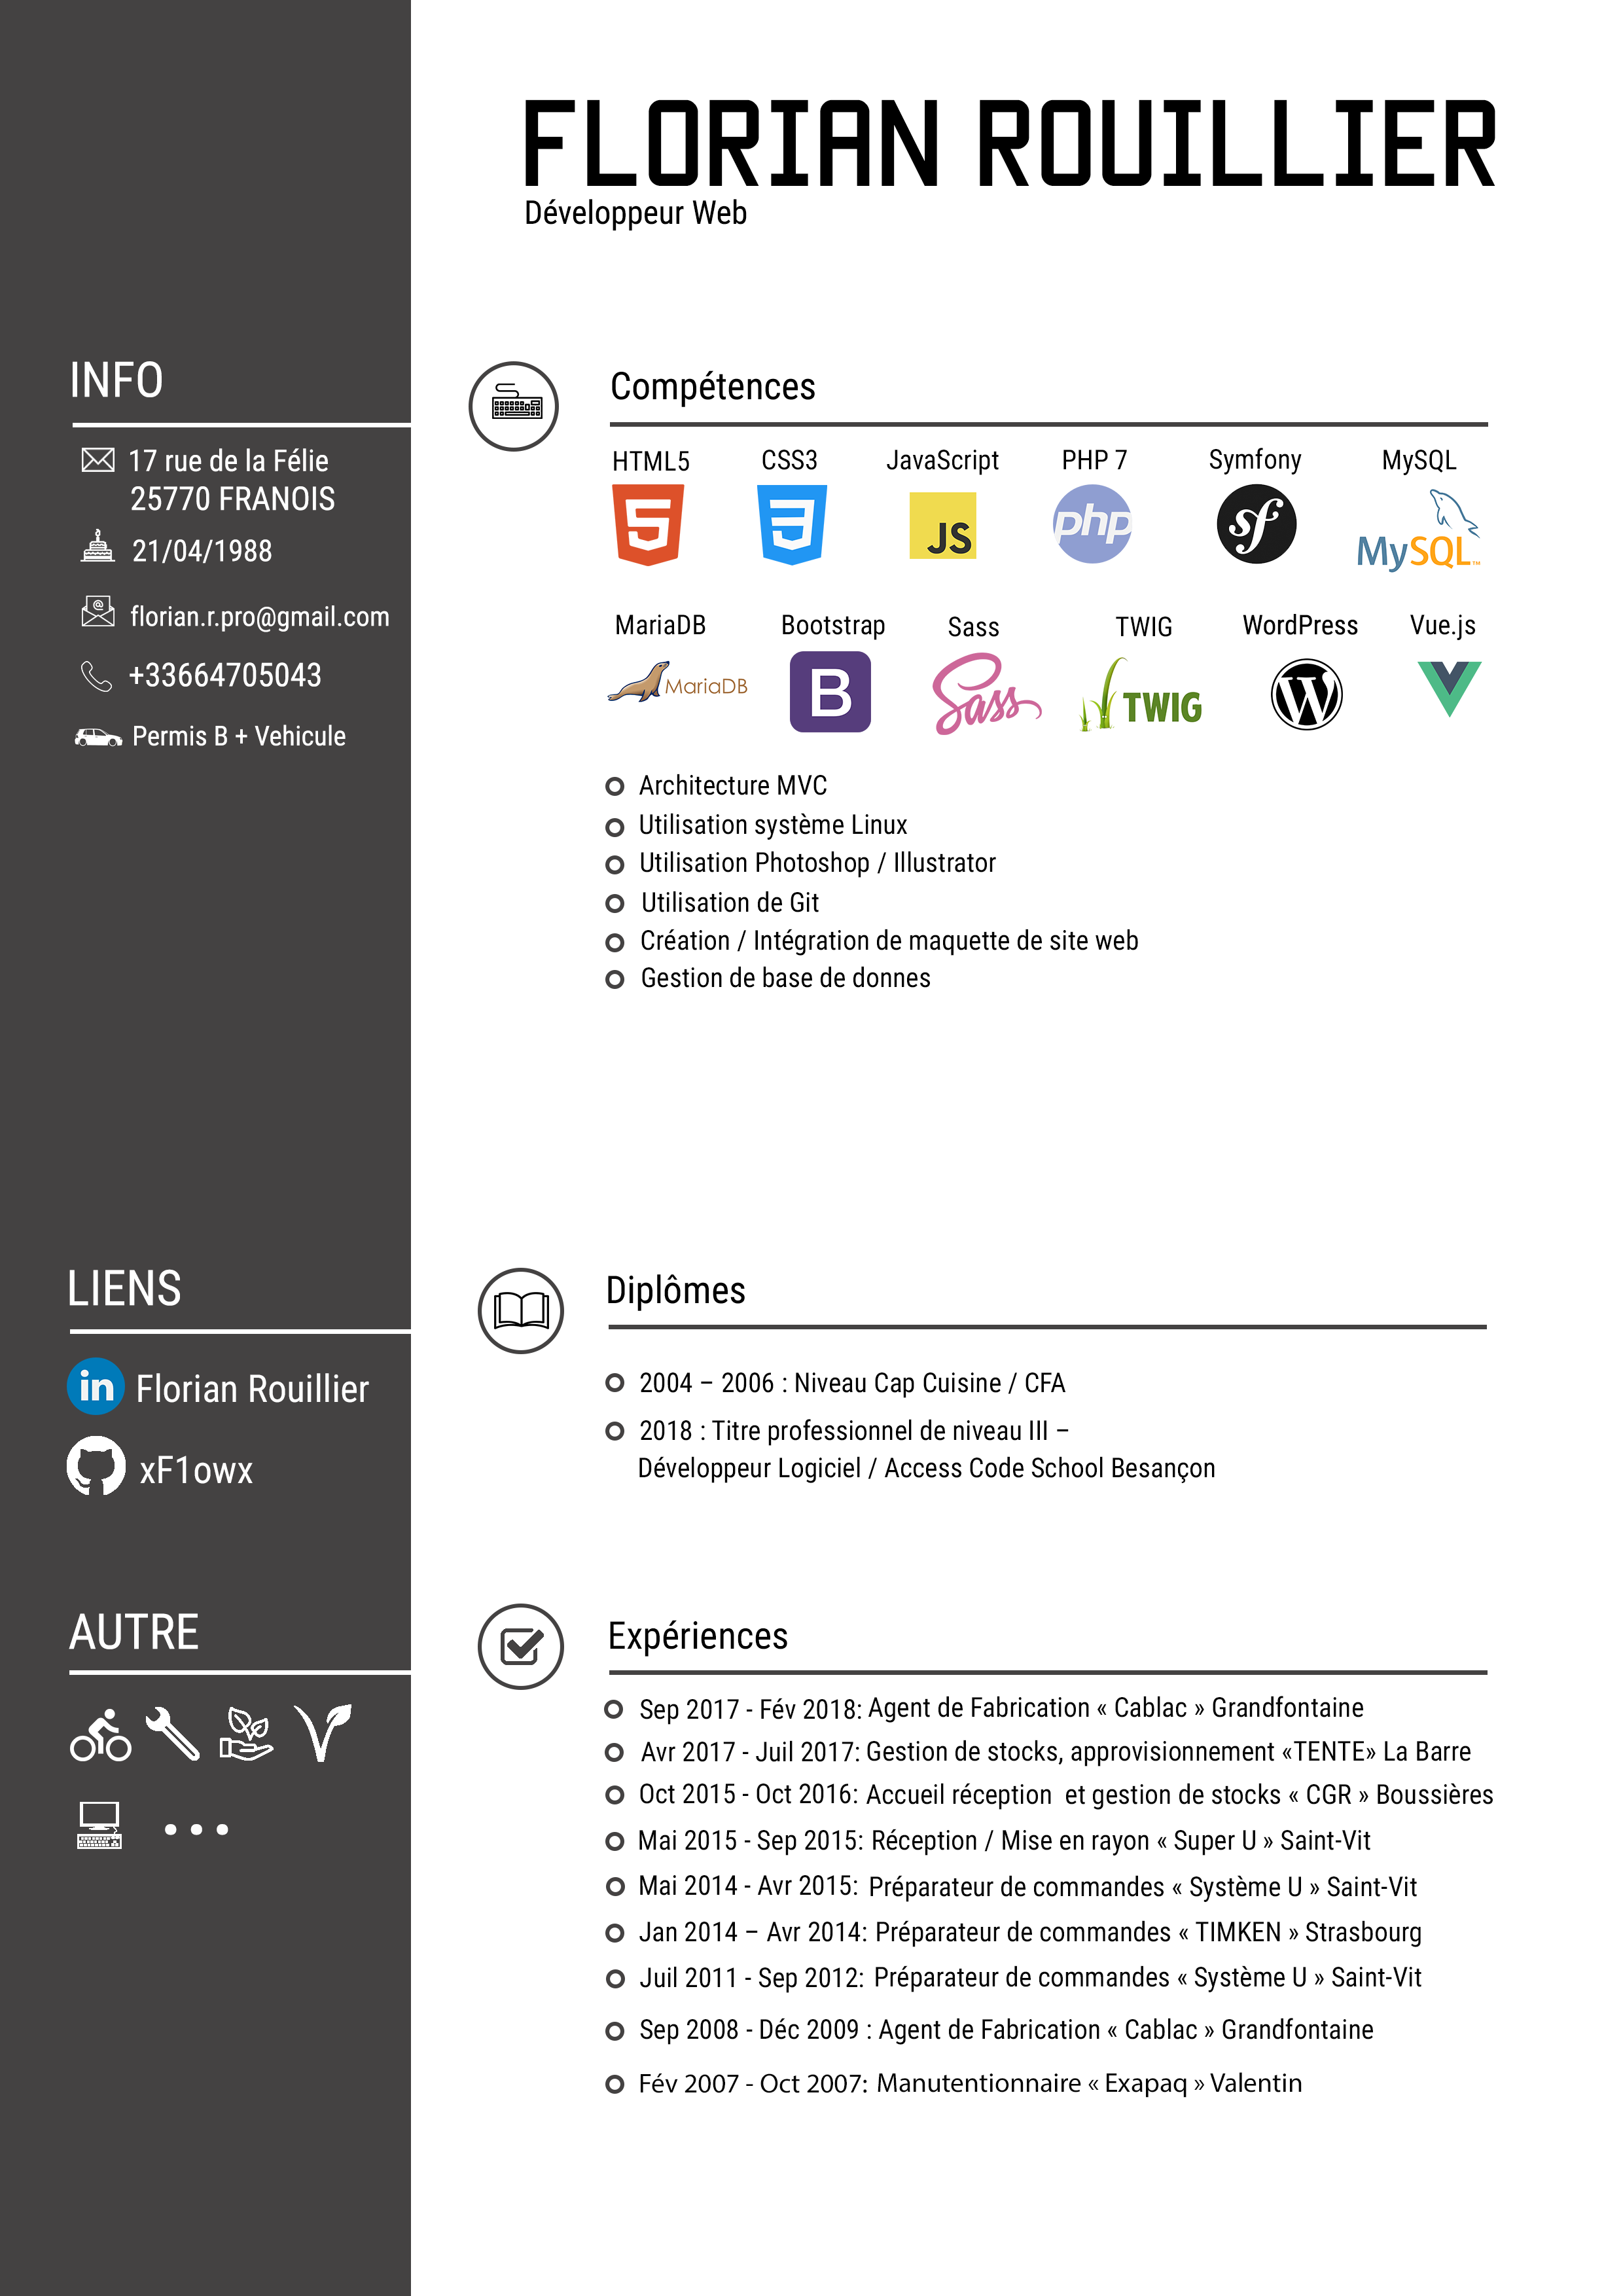 FLORIAN ROUILLIER
Développeur Web
INFO
17 rue de la Félie
25770 FRANOIS
21/04/1988
florian.r.pro@gmail.com
+33664705043
Permis B + Vehicule
LIENS
in Florian Rouillier
xF1owx
AUTRE
Compétences
HTML5 CSS3 JavaScript PHP 7 Symfony MySQL
5 3 JS php sf MySQL™
MariaDB Bootstrap Sass TWIG WordPress Vue.js
MariaDB B Sass TWIG W
Architecture MVC
Utilisation système Linux
Utilisation Photoshop / Illustrator
Utilisation de Git
Création / Intégration de maquette de site web
Gestion de base de donnes
Diplômes
2004 – 2006 : Niveau Cap Cuisine / CFA
2018 : Titre professionnel de niveau III –
Développeur Logiciel / Access Code School Besançon
Expériences
Sep 2017 - Fév 2018: Agent de Fabrication « Cablac » Grandfontaine
Avr 2017 - Juil 2017: Gestion de stocks, approvisionnement «TENTE» La Barre
Oct 2015 - Oct 2016: Accueil réception et gestion de stocks « CGR » Boussières
Mai 2015 - Sep 2015: Réception / Mise en rayon « Super U » Saint-Vit
Mai 2014 - Avr 2015: Préparateur de commandes « Système U » Saint-Vit
Jan 2014 – Avr 2014: Préparateur de commandes « TIMKEN » Strasbourg
Juil 2011 - Sep 2012: Préparateur de commandes « Système U » Saint-Vit
Sep 2008 - Déc 2009 : Agent de Fabrication « Cablac » Grandfontaine
Fév 2007 - Oct 2007: Manutentionnaire « Exapaq » Valentin